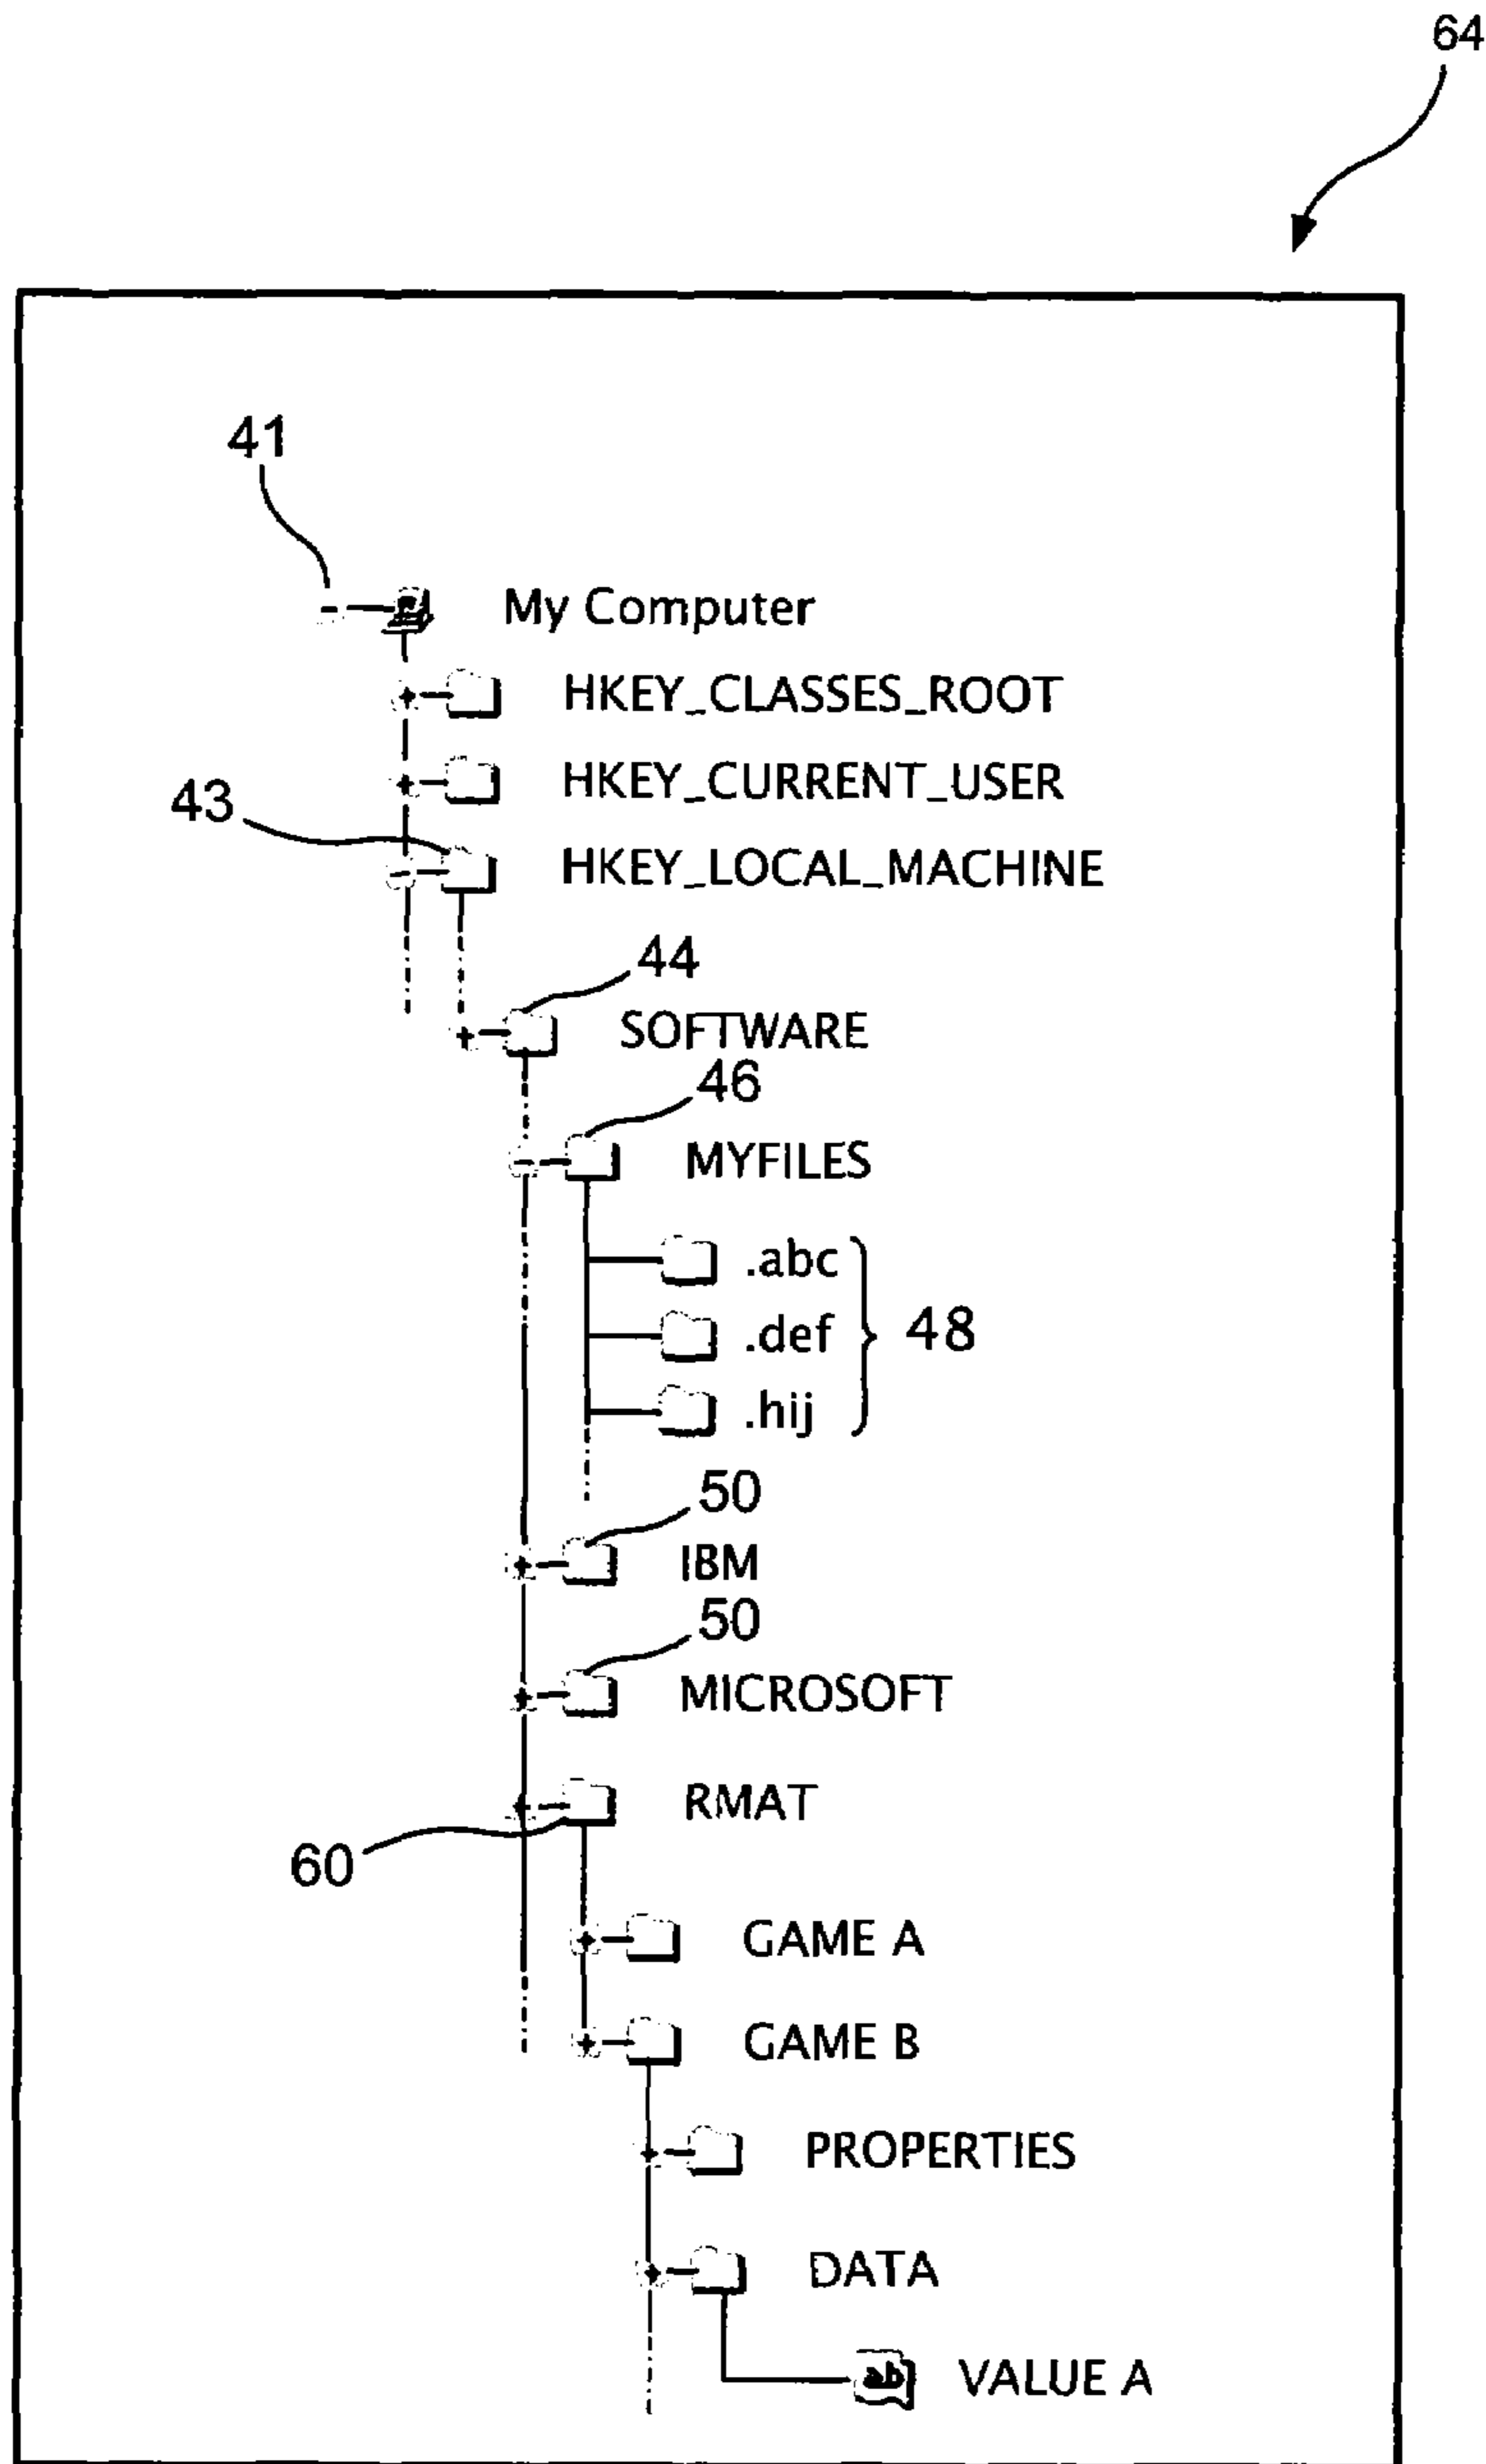 64
41
My Computer
HKEY_CLASSES_ROOT
HKEY_CURRENT_USER
43
HKEY_LOCAL_MACHINE
44
SOFTWARE
46
MYFILES
.abc
.def
48
.hij
50
IBM
50
MICROSOFT
RMAT
60
GAME A
GAME B
PROPERTIES
DATA
ab VALUE A